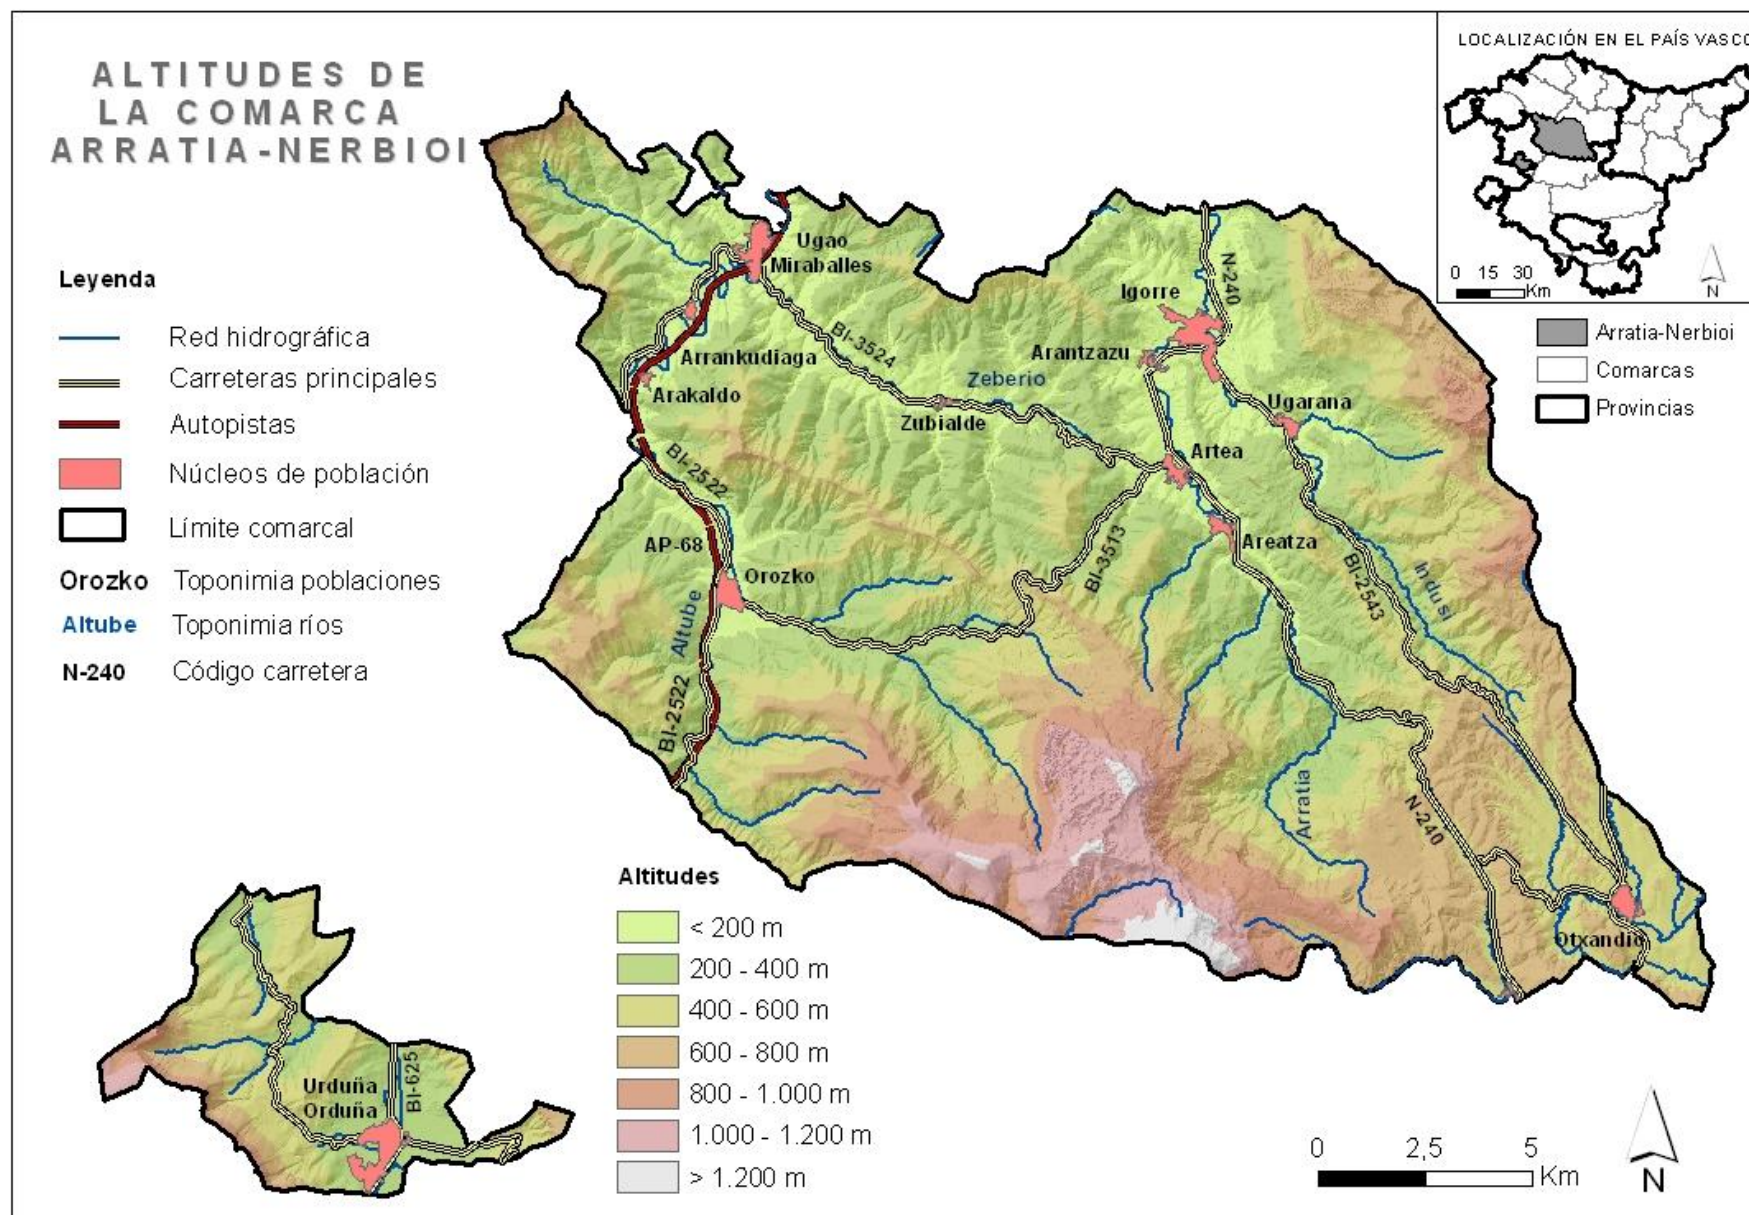 ALTITUDES DE
LA COMARCA
ARRATIA-NERBIOI
LOCALIZACIÓN EN EL PAÍS VASCO
0 15 30
Km
N
Arratia-Nerbioi
Comarcas
Provincias
Leyenda
Red hidrográfica
Carreteras principales
Autopistas
Núcleos de población
Límite comarcal
Orozko Toponimia poblaciones
Altube Toponimia ríos
N-240 Código carretera
Ugao
Miraballes
N-240
Igorre
BI-3524
Arrankudiaga
Arantzazu
Arakaldo
Zeberio
Zubialde
Ugarana
Artea
BI-2522
AP-68
Areatza
BI-3513
Orozko
BI-2543
Indusi
Altube
BI-2522
Arratia
N-240
Otxandio
Urduña
Orduña
BI-625
Altitudes
< 200 m
200 - 400 m
400 - 600 m
600 - 800 m
800 - 1.000 m
1.000 - 1.200 m
> 1.200 m
0 2,5 5
Km
N